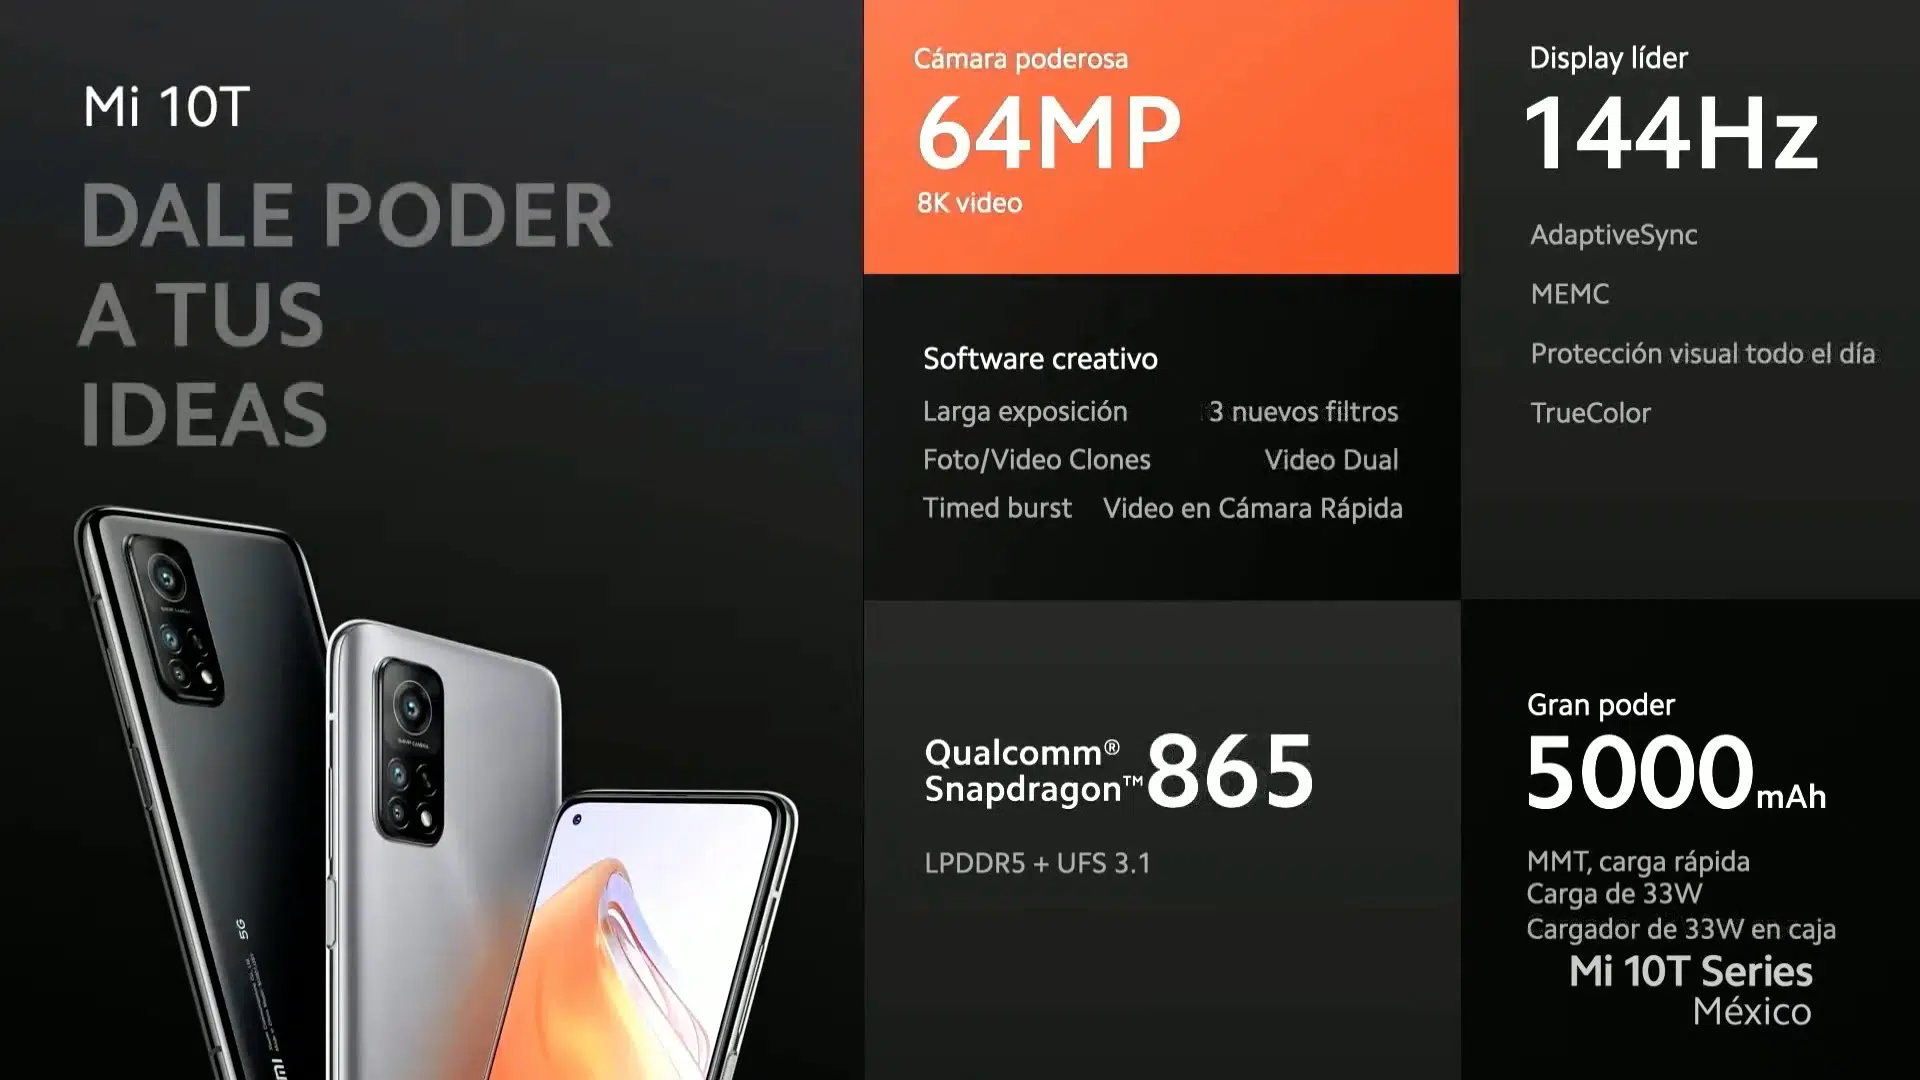 Mi 10T
DALE PODER
A TUS
IDEAS
5G
Cámara poderosa
64MP
8K video
Software creativo
Larga exposición 3 nuevos filtros
Foto/Video Clones Video Dual
Timed burst Video en Cámara Rápida
Qualcomm®
Snapdragon™ 865
LPDDR5 + UFS 3.1
Display líder
144Hz
AdaptiveSync
MEMC
Protección visual todo el día
TrueColor
Gran poder
5000mAh
MMT, carga rápida
Carga de 33W
Cargador de 33W en caja
Mi 10T Series
México